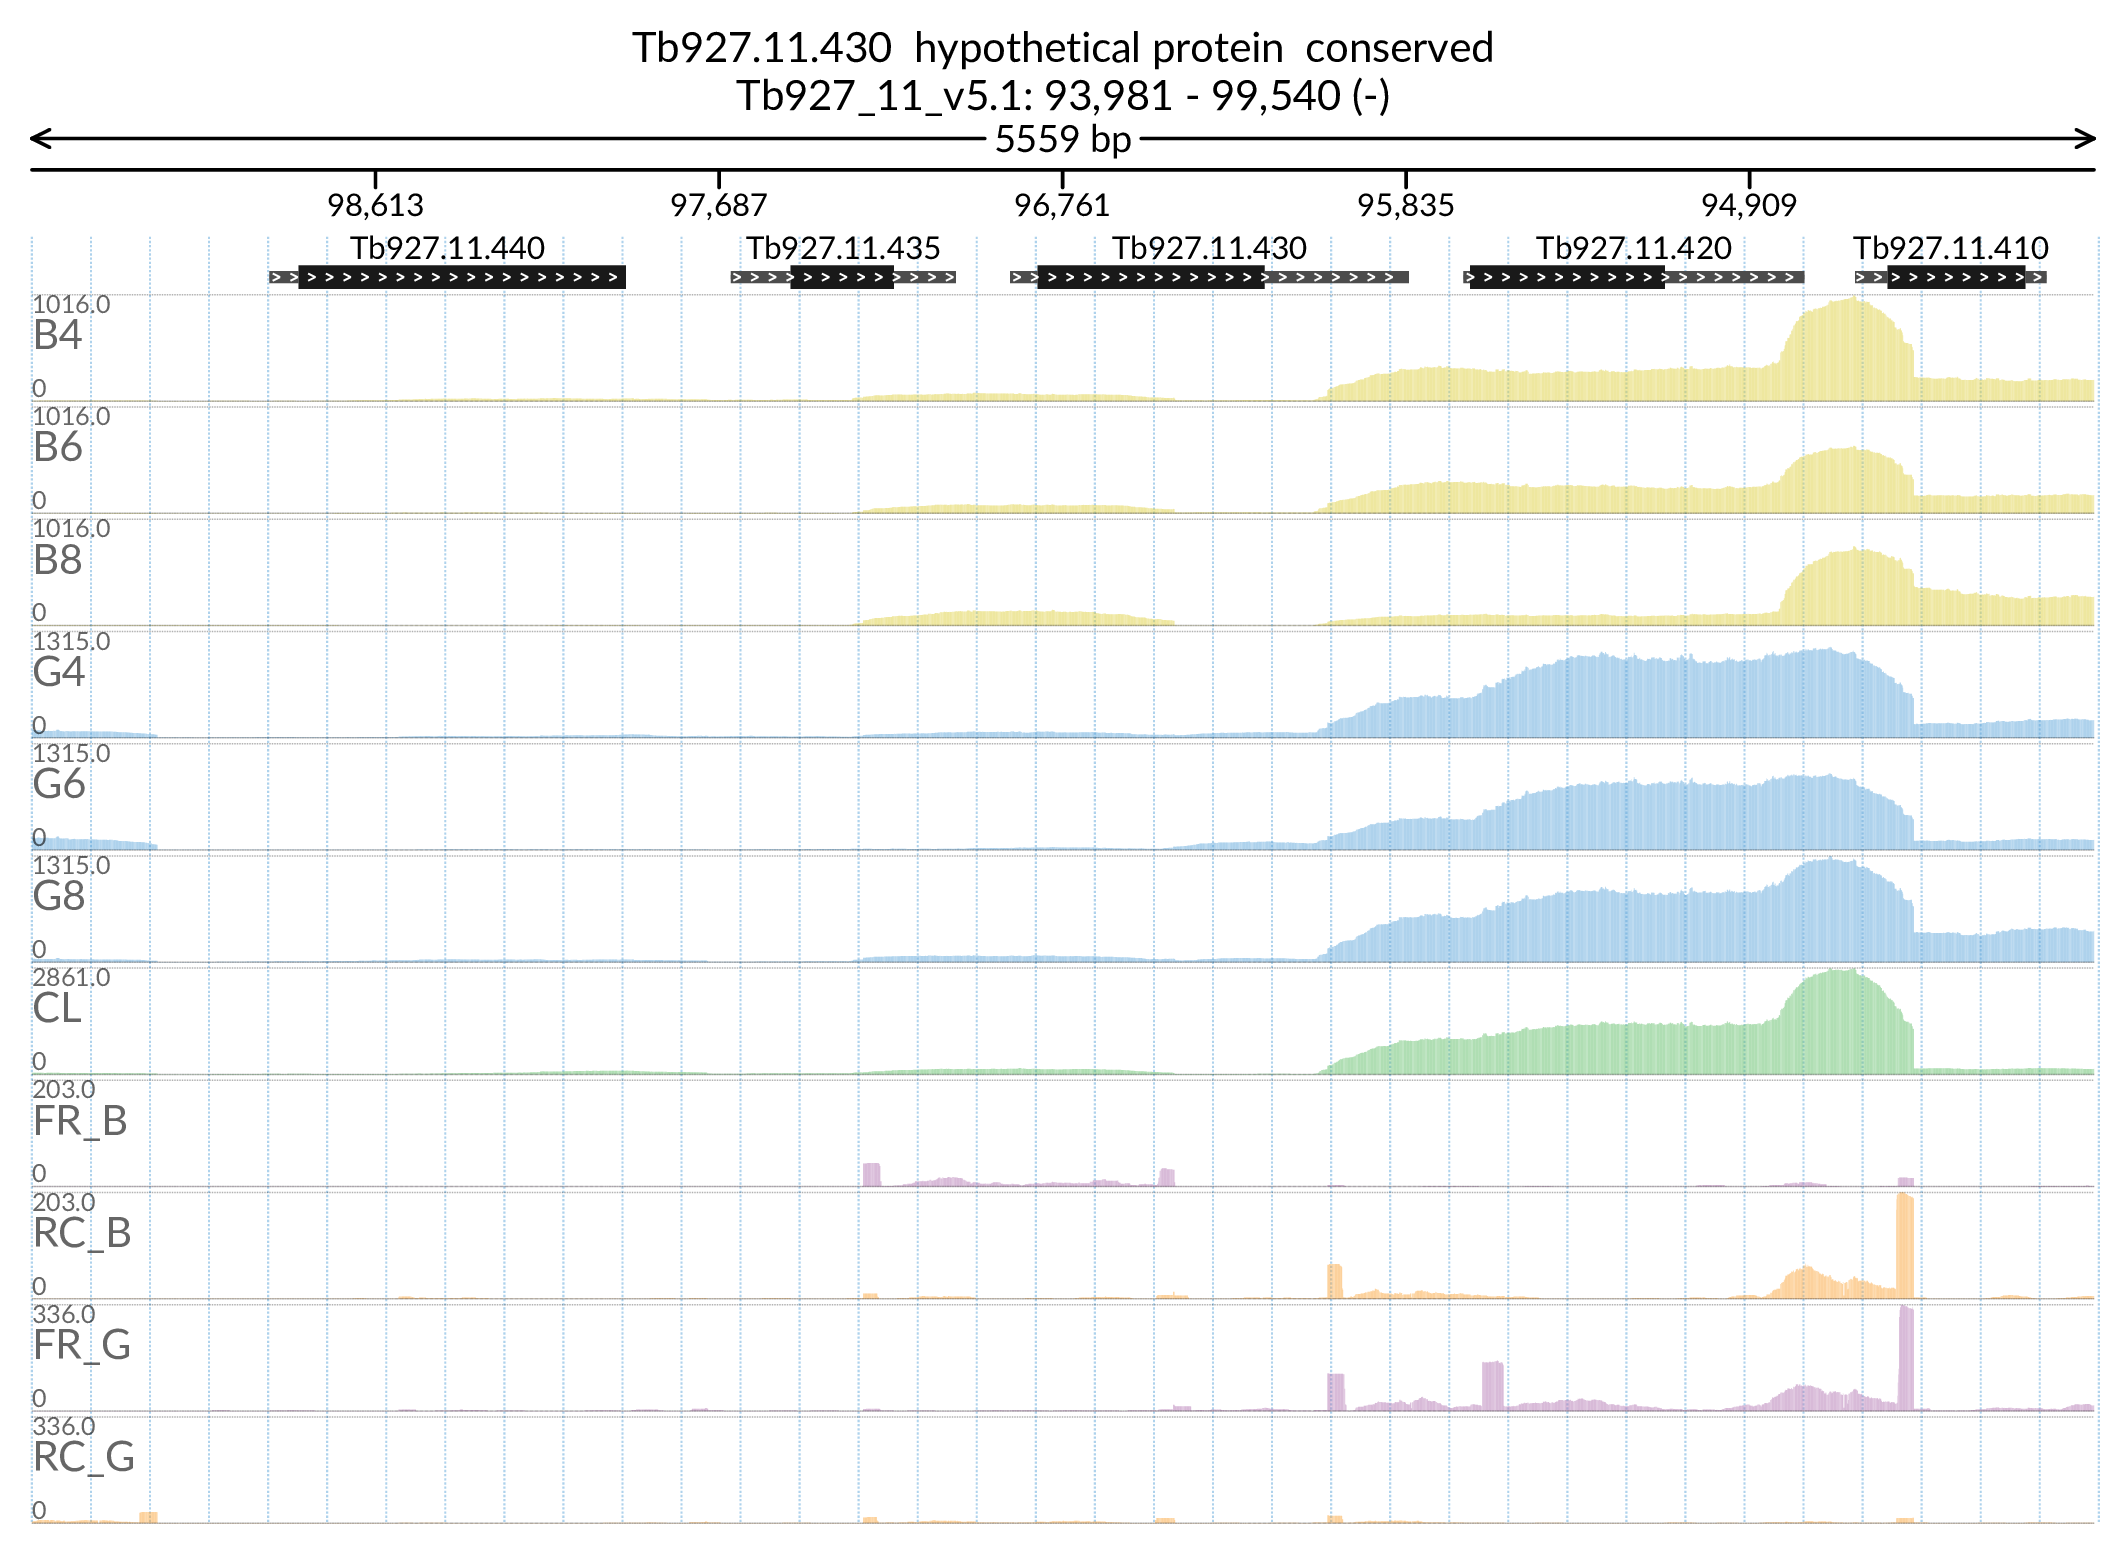 Tb927.11.430  hypothetical protein  conserved
Tb927_11_v5.1: 93,981 - 99,540 (-)
5559 bp
98,613 97,687 96,761 95,835 94,909
Tb927.11.440 Tb927.11.435 Tb927.11.430 Tb927.11.420 Tb927.11.410
1016.0
B4
0
1016.0
B6
0
1016.0
B8
0
1315.0
G4
0
1315.0
G6
0
1315.0
G8
0
2861.0
CL
0
203.0
FR_B
0
203.0
RC_B
0
336.0
FR_G
0
336.0
RC_G
0